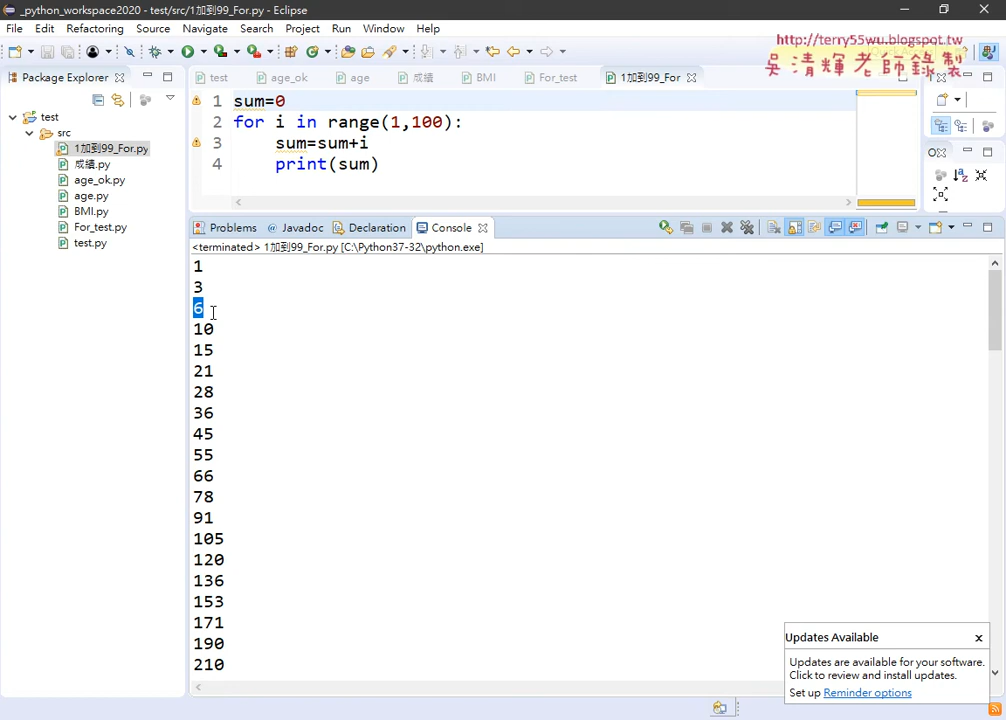 _python_workspace2020 - test/src/1加到99_For.py - Eclipse
File Edit Refactoring Source Navigate Search Project Run Window Help
http://terry55wu.blogspot.tw
吳清輝老師錄製
Package Explorer
test age_ok age 成績 BMI For_test 1加到99_For
test
src
1加到99_For.py
成績.py
age_ok.py
age.py
BMI.py
For_test.py
test.py
1 sum=0
2 for i in range(1,100):
3 sum=sum+i
4 print(sum)
Problems Javadoc Declaration Console
<terminated> 1加到99_For.py [C:\Python37-32\python.exe]
1
3
6
10
15
21
28
36
45
55
66
78
91
105
120
136
153
171
190
210
Updates Available
Updates are available for your software.
Click to review and install updates.
Set up Reminder options